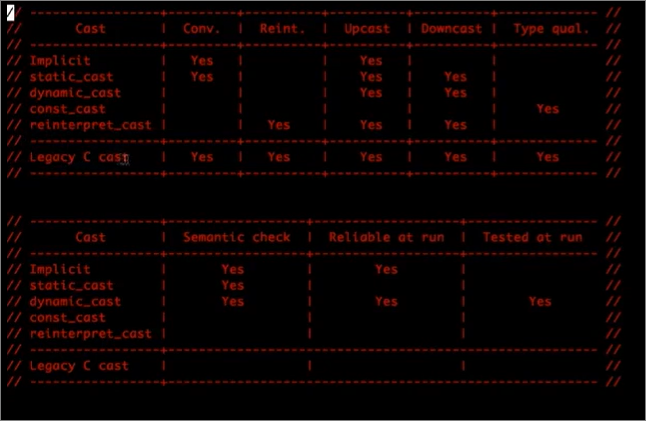 // -----------------+---------+----------+----------+----------+------------- //
//       Cast       |  Conv.  |  Reint.  |  Upcast  | Downcast |  Type qual.  //
// -----------------+---------+----------+----------+----------+------------- //
// Implicit         |   Yes   |          |   Yes    |          |              //
// static_cast      |   Yes   |          |   Yes    |   Yes    |              //
// dynamic_cast     |         |          |   Yes    |   Yes    |              //
// const_cast       |         |          |          |          |     Yes      //
// reinterpret_cast |         |   Yes    |   Yes    |   Yes    |              //
// -----------------+---------+----------+----------+----------+------------- //
// Legacy C cast    |   Yes   |   Yes    |   Yes    |   Yes    |     Yes      //
// -----------------+---------+----------+----------+----------+------------- //
// -----------------+------------------+-------------------+----------------- //
//       Cast       |  Semantic check  |  Reliable at run  |  Tested at run   //
// -----------------+------------------+-------------------+----------------- //
// Implicit         |       Yes        |        Yes        |                  //
// static_cast      |       Yes        |                   |                  //
// dynamic_cast     |       Yes        |        Yes        |       Yes        //
// const_cast       |                  |                   |                  //
// reinterpret_cast |                  |                   |                  //
// -----------------+------------------+-------------------+----------------- //
// Legacy C cast    |                  |                   |                  //
// -----------------+------------------+-------------------+----------------- //